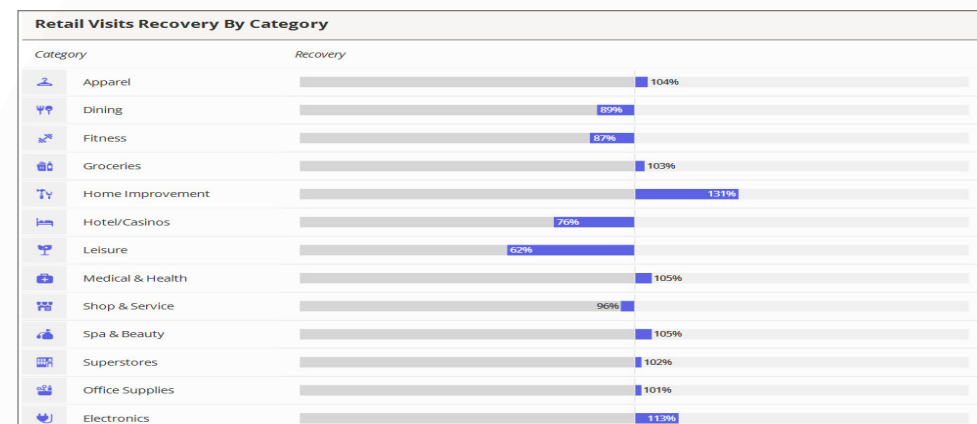 Retail Visits Recovery By Category
Category Recovery
Apparel 104%
Dining 89%
Fitness 87%
Groceries 103%
Home Improvement 131%
Hotel/Casinos 76%
Leisure 62%
Medical & Health 105%
Shop & Service 96%
Spa & Beauty 105%
Superstores 102%
Office Supplies 101%
Electronics 113%